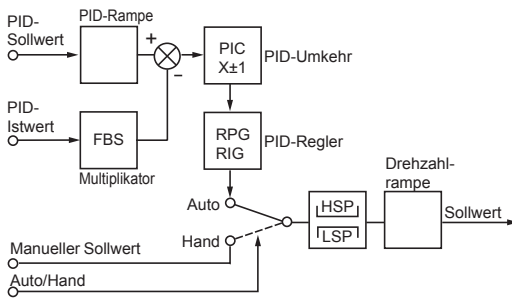 PID-
Sollwert
PID-Rampe
+
−
PIC
X±1
PID-Umkehr
PID-
Istwert
FBS
Multiplikator
RPG
RIG
PID-Regler
Auto
Hand
HSP
LSP
Drehzahl-
rampe
Sollwert
Manueller Sollwert
Auto/Hand